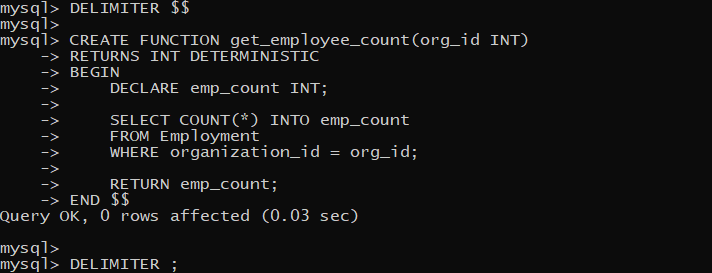 mysql> DELIMITER $$
mysql>
mysql> CREATE FUNCTION get_employee_count(org_id INT)
    -> RETURNS INT DETERMINISTIC
    -> BEGIN
    ->     DECLARE emp_count INT;
    ->
    ->     SELECT COUNT(*) INTO emp_count
    ->     FROM Employment
    ->     WHERE organization_id = org_id;
    ->
    ->     RETURN emp_count;
    -> END $$
Query OK, 0 rows affected (0.03 sec)

mysql>
mysql> DELIMITER ;